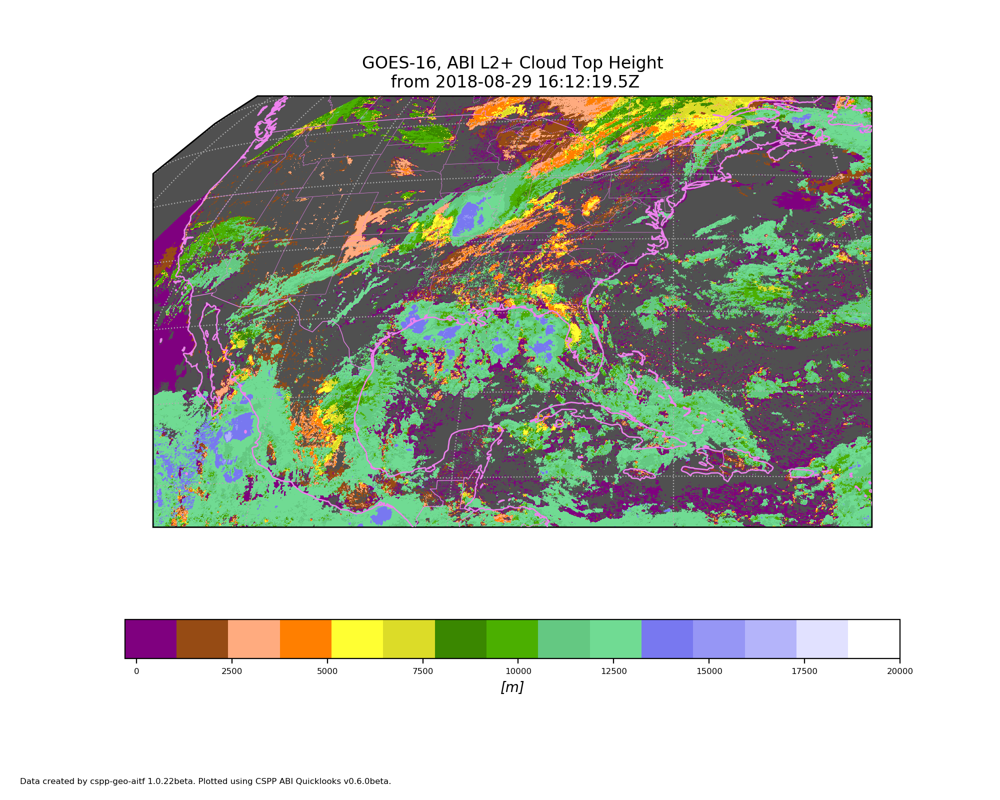 GOES-16, ABI L2+ Cloud Top Height
from 2018-08-29 16:12:19.5Z
0 2500 5000 7500 10000 12500 15000 17500 20000
[m]
Data created by cspp-geo-aitf 1.0.22beta. Plotted using CSPP ABI Quicklooks v0.6.0beta.